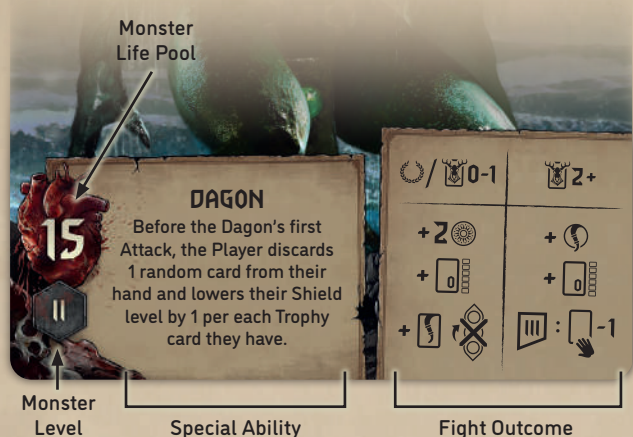 Monster
Life Pool
15
II
DAGON
Before the Dagon's first
Attack, the Player discards
1 random card from their
hand and lowers their Shield
level by 1 per each Trophy
card they have.
/ 0-1
2+
+2
+
+ 0
+ 0
+
III : -1
Monster
Level
Special Ability
Fight Outcome